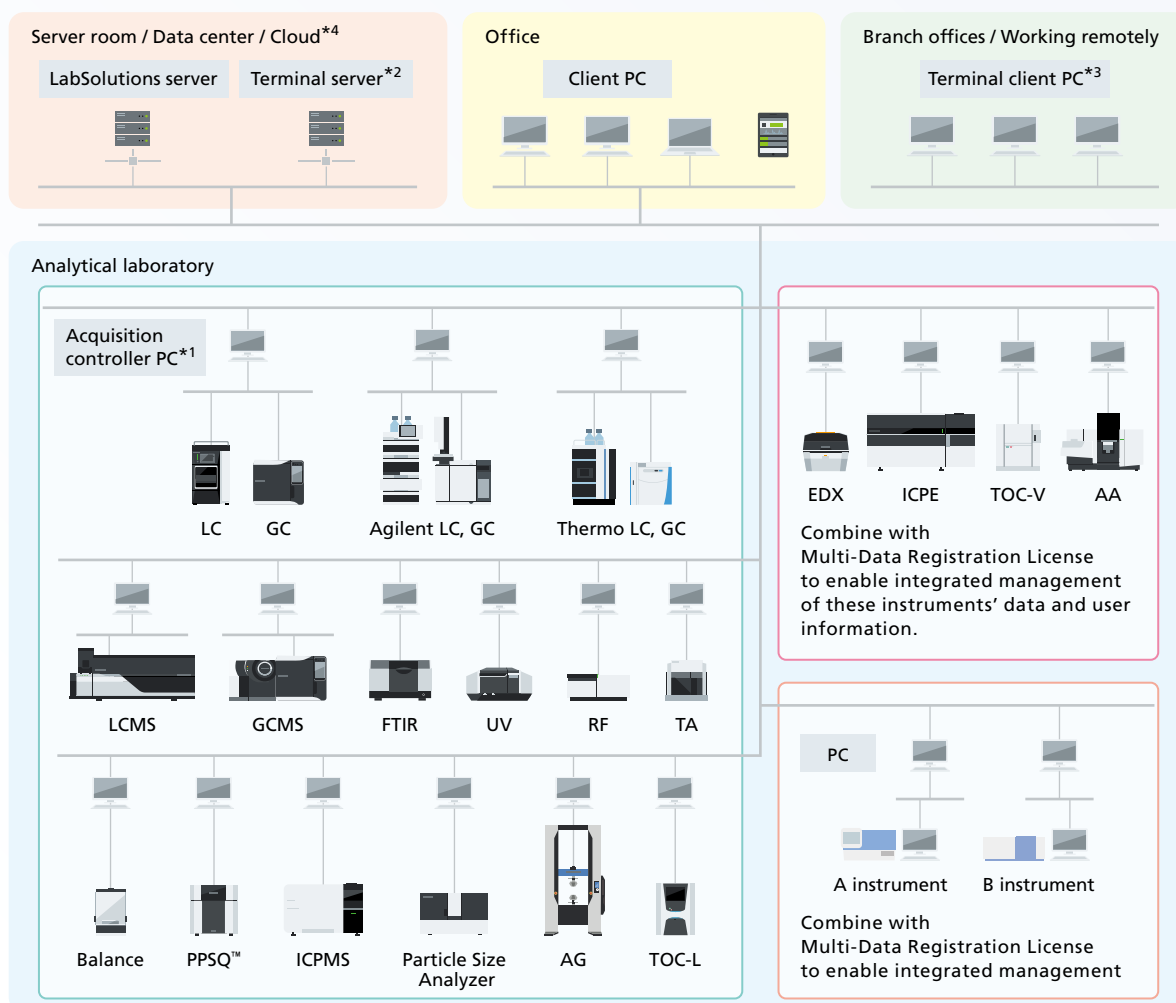 Server room / Data center / Cloud*4
LabSolutions server
Terminal server*2
Office
Client PC
Branch offices / Working remotely
Terminal client PC*3
Analytical laboratory
Acquisition
controller PC*1
LC
GC
Agilent LC, GC
Thermo LC, GC
LCMS
GCMS
FTIR
UV
RF
TA
Balance
PPSQ™
ICPMS
Particle Size
Analyzer
AG
TOC-L
EDX
ICPE
TOC-V
AA
Combine with
Multi-Data Registration License
to enable integrated management
of these instruments’ data and user
information.
PC
A instrument
B instrument
Combine with
Multi-Data Registration License
to enable integrated management